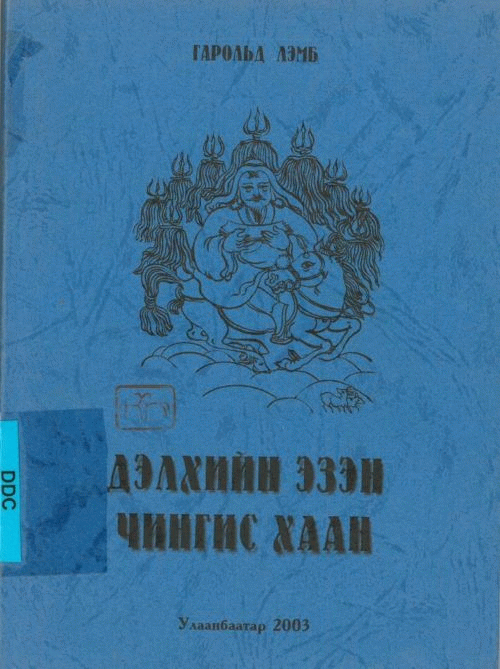 ГАРОЛЬД ЛЭМБ
ДЭЛХИЙН ЭЗЭН
ЧИНГИС ХААН
Улаанбаатар 2003
DDC